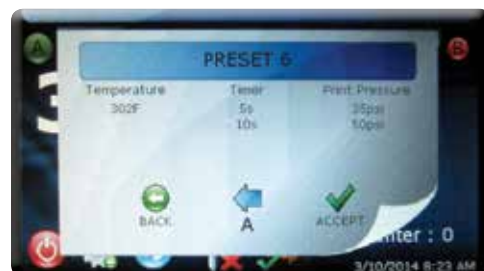 A
B
PRESET 6
Temperature Timer Print Pressure
302F 5s 35psi
10s 50psi
BACK A ACCEPT
nter : 0
3/10/2014 8:23 AM